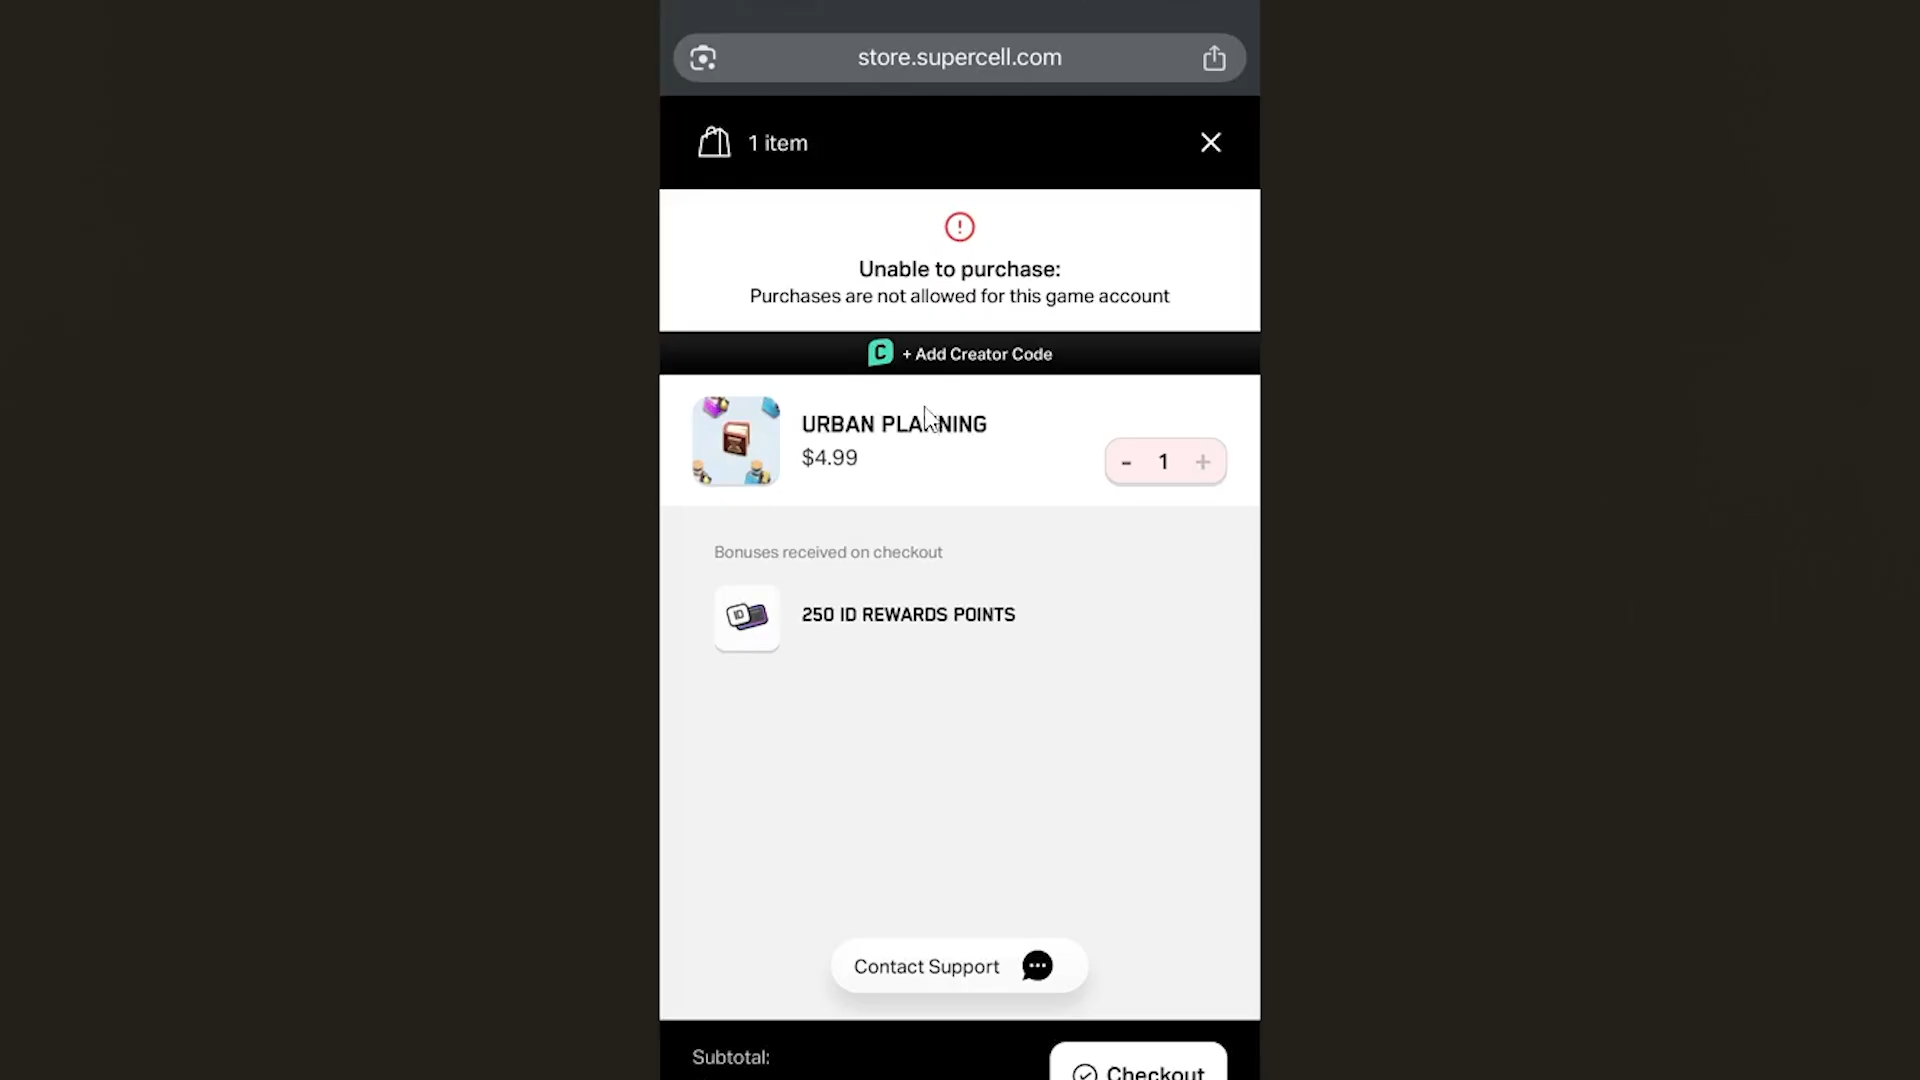 store.supercell.com
1 item
Unable to purchase:
Purchases are not allowed for this game account
C + Add Creator Code
URBAN PLANNING
$4.99
- 1 +
Bonuses received on checkout
ID
250 ID REWARDS POINTS
Contact Support
Subtotal:
Checkout